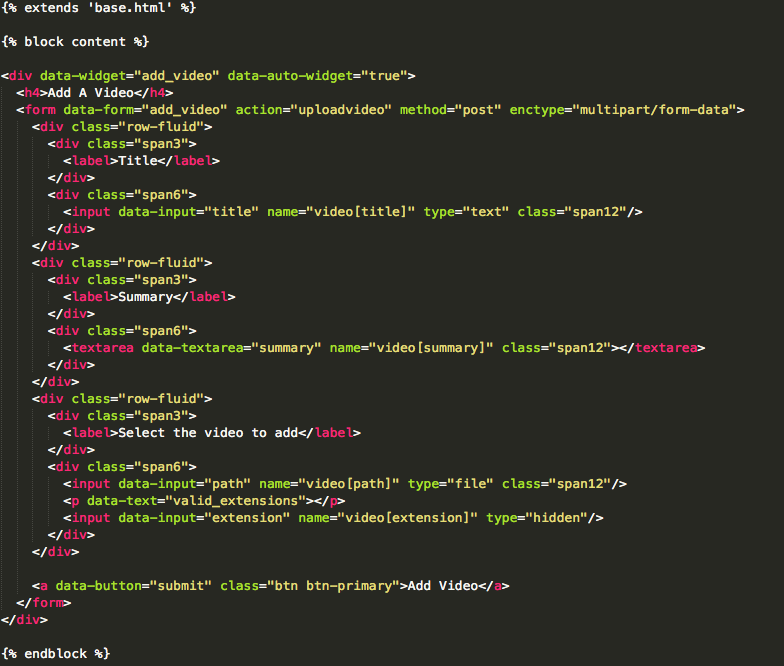 {% extends 'base.html' %}

{% block content %}

<div data-widget="add_video" data-auto-widget="true">
  <h4>Add A Video</h4>
  <form data-form="add_video" action="uploadvideo" method="post" enctype="multipart/form-data">
    <div class="row-fluid">
      <div class="span3">
        <label>Title</label>
      </div>
      <div class="span6">
        <input data-input="title" name="video[title]" type="text" class="span12"/>
      </div>
    </div>
    <div class="row-fluid">
      <div class="span3">
        <label>Summary</label>
      </div>
      <div class="span6">
        <textarea data-textarea="summary" name="video[summary]" class="span12"></textarea>
      </div>
    </div>
    <div class="row-fluid">
      <div class="span3">
        <label>Select the video to add</label>
      </div>
      <div class="span6">
        <input data-input="path" name="video[path]" type="file" class="span12"/>
        <p data-text="valid_extensions"></p>
        <input data-input="extension" name="video[extension]" type="hidden"/>
      </div>
    </div>

    <a data-button="submit" class="btn btn-primary">Add Video</a>
  </form>
</div>

{% endblock %}